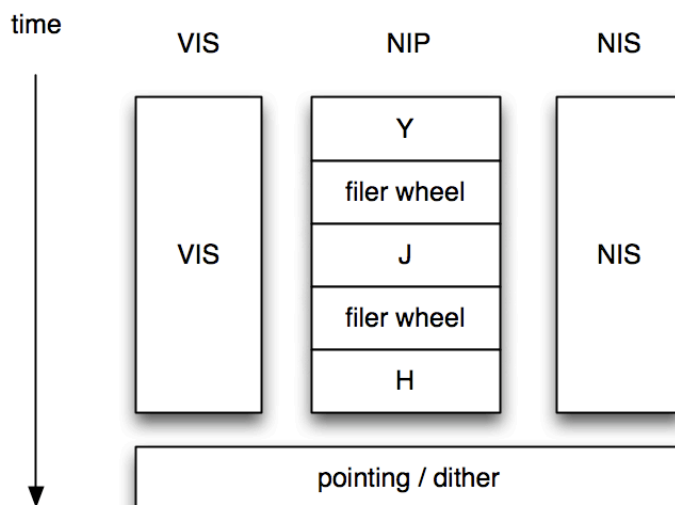 time
VIS NIP NIS
Y
filer wheel
VIS J NIS
filer wheel
H
pointing / dither